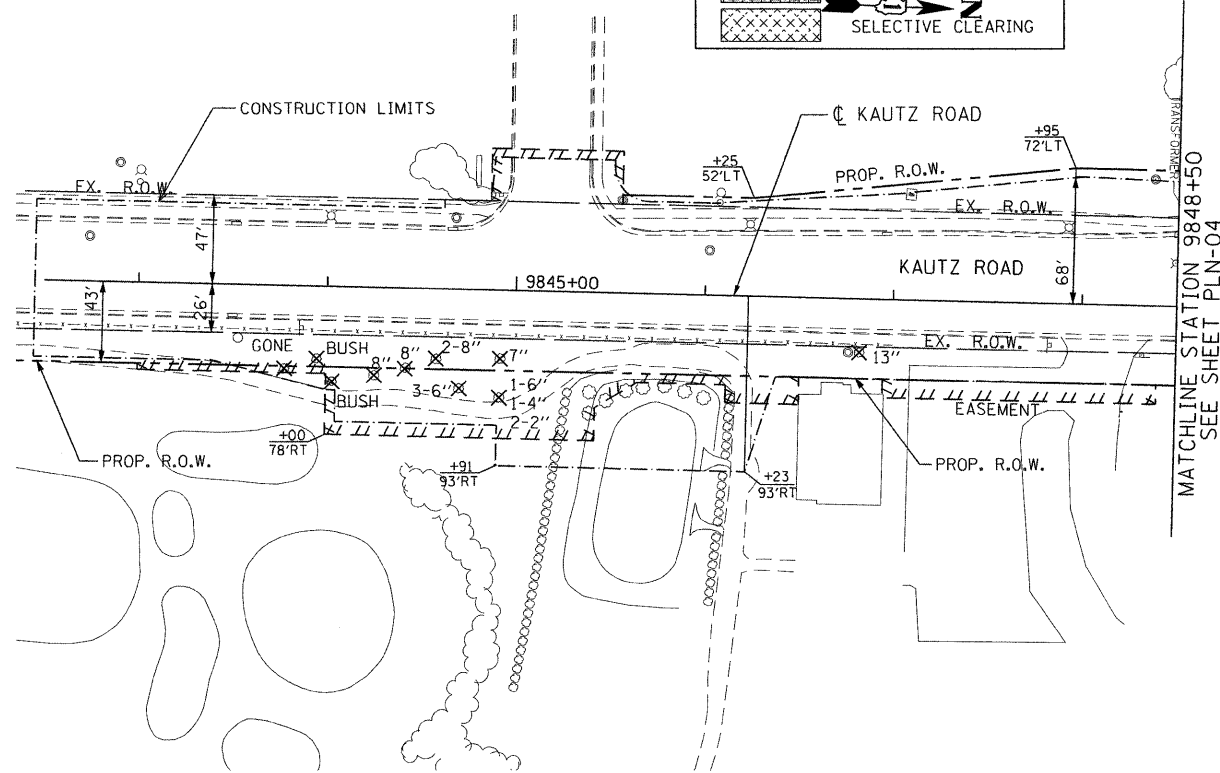 N
SELECTIVE CLEARING
CONSTRUCTION LIMITS
℄ KAUTZ ROAD
+95
72'LT
TRANSFORMER
+25
52'LT
PROP. R.O.W.
EX. R.O.W.
EX. R.O.W.
47'
KAUTZ ROAD
68'
9845+00
43'
26'
MATCHLINE STATION 9848+50
SEE SHEET PLN-04
GONE
BUSH
8"
8"
2-8"
7"
EX. R.O.W.
13"
BUSH
3-6"
1-6"
1-4"
2-2"
EASEMENT
+00
78'RT
PROP. R.O.W.
+91
93'RT
+23
93'RT
PROP. R.O.W.